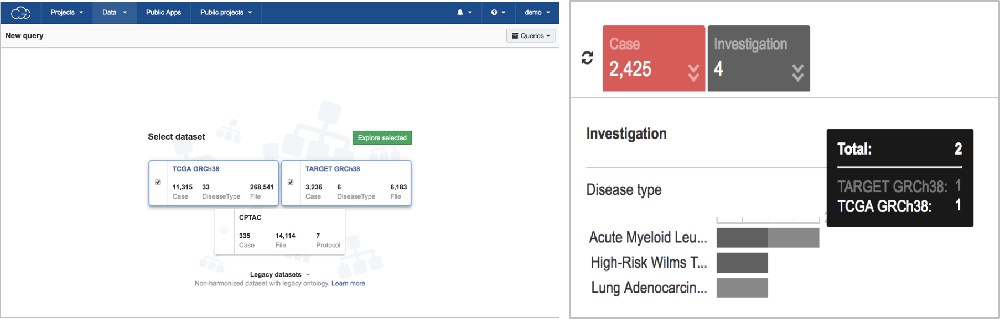 Projects Data Public Apps Public projects demo
New query
Queries
Select dataset
Explore selected
TCGA GRCh38
11,315 33 268,541
Case DiseaseType File
TARGET GRCh38
3,236 6 6,183
Case DiseaseType File
CPTAC
335 14,114 7
Case File Protocol
Legacy datasets
Non-harmonized dataset with legacy ontology. Learn more
Case
2,425
Investigation
4
Investigation
Total: 2
TARGET GRCh38: 1
TCGA GRCh38: 1
Disease type
2
Acute Myeloid Leu...
High-Risk Wilms T...
Lung Adenocarcin...